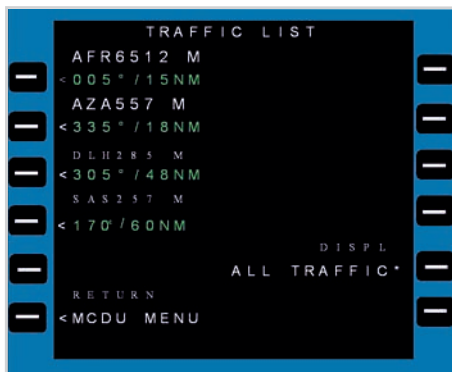 TRAFFIC LIST
AFR6512 M
<005°/15NM
AZA557 M
<335°/18NM
DLH285 M
<305°/48NM
SAS257 M
<170°/60NM
DISPL
ALL TRAFFIC*
RETURN
<MCDU MENU